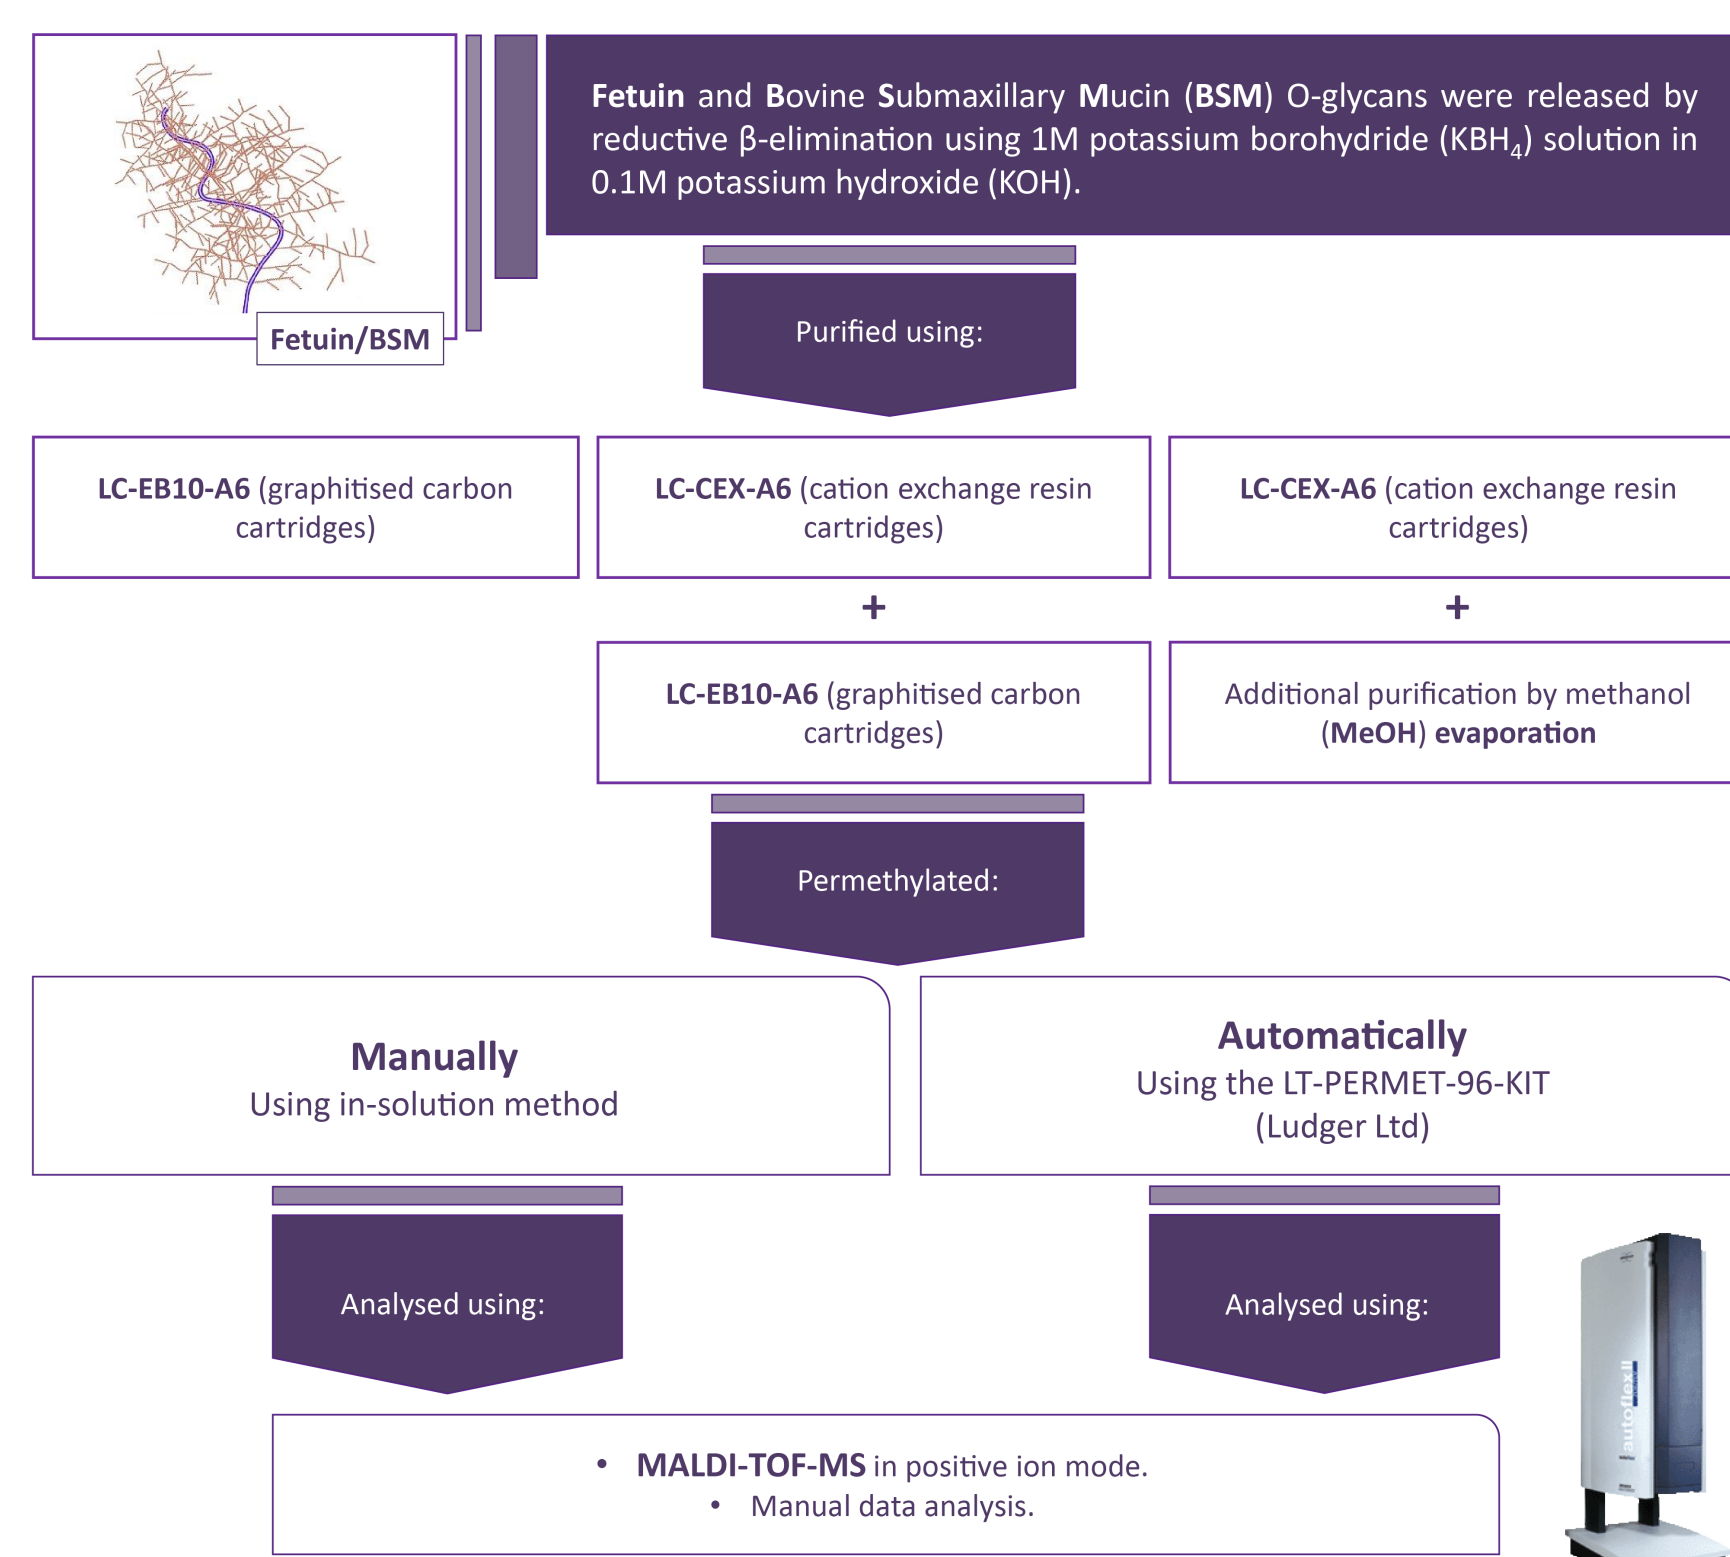 Fetuin and Bovine Submaxillary Mucin (BSM) O-glycans were released by
reductive β-elimination using 1M potassium borohydride (KBH₄) solution in
0.1M potassium hydroxide (KOH).
Fetuin/BSM
Purified using:
LC-EB10-A6 (graphitised carbon
cartridges)
LC-CEX-A6 (cation exchange resin
cartridges)
+
LC-EB10-A6 (graphitised carbon
cartridges)
LC-CEX-A6 (cation exchange resin
cartridges)
+
Additional purification by methanol
(MeOH) evaporation
Permethylated:
Manually
Using in-solution method
Automatically
Using the LT-PERMET-96-KIT
(Ludger Ltd)
Analysed using:
Analysed using:
• MALDI-TOF-MS in positive ion mode.
• Manual data analysis.
autoflex II